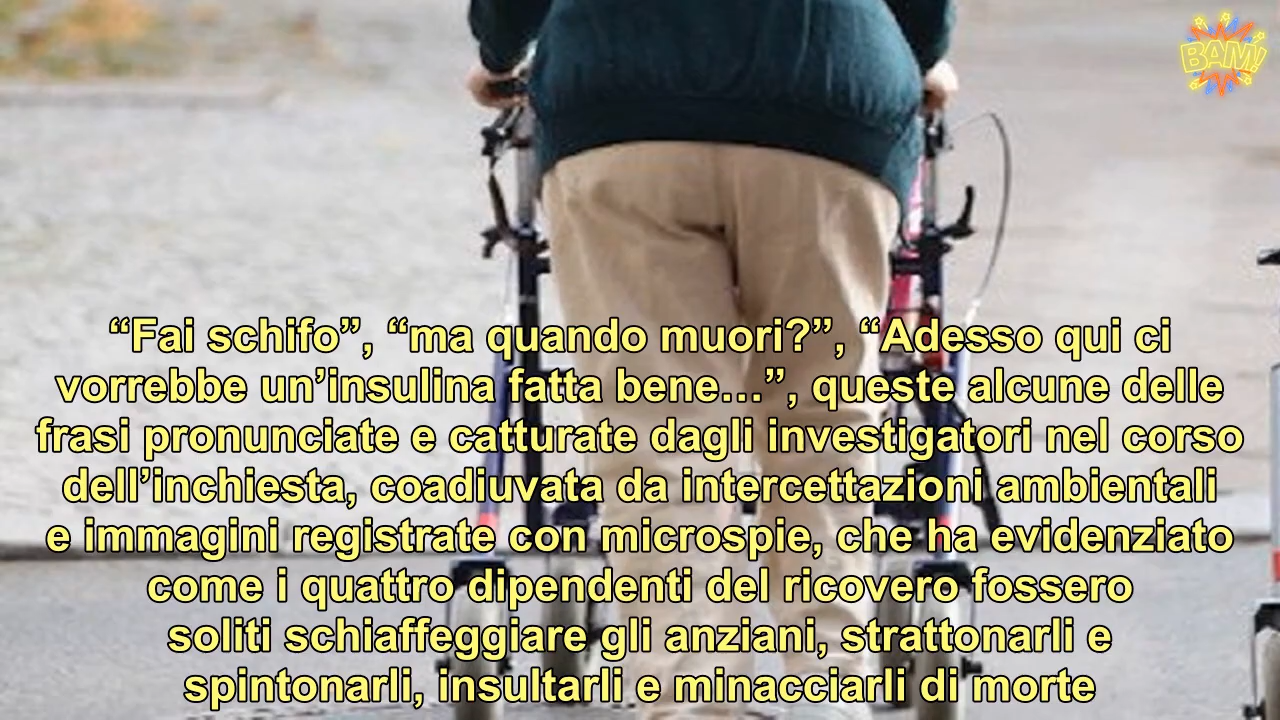 BAM!
“Fai schifo”, “ma quando muori?”, “Adesso qui ci
vorrebbe un’insulina fatta bene…”, queste alcune delle
frasi pronunciate e catturate dagli investigatori nel corso
dell’inchiesta, coadiuvata da intercettazioni ambientali
e immagini registrate con microspie, che ha evidenziato
come i quattro dipendenti del ricovero fossero
soliti schiaffeggiare gli anziani, strattonarli e
spintonarli, insultarli e minacciarli di morte